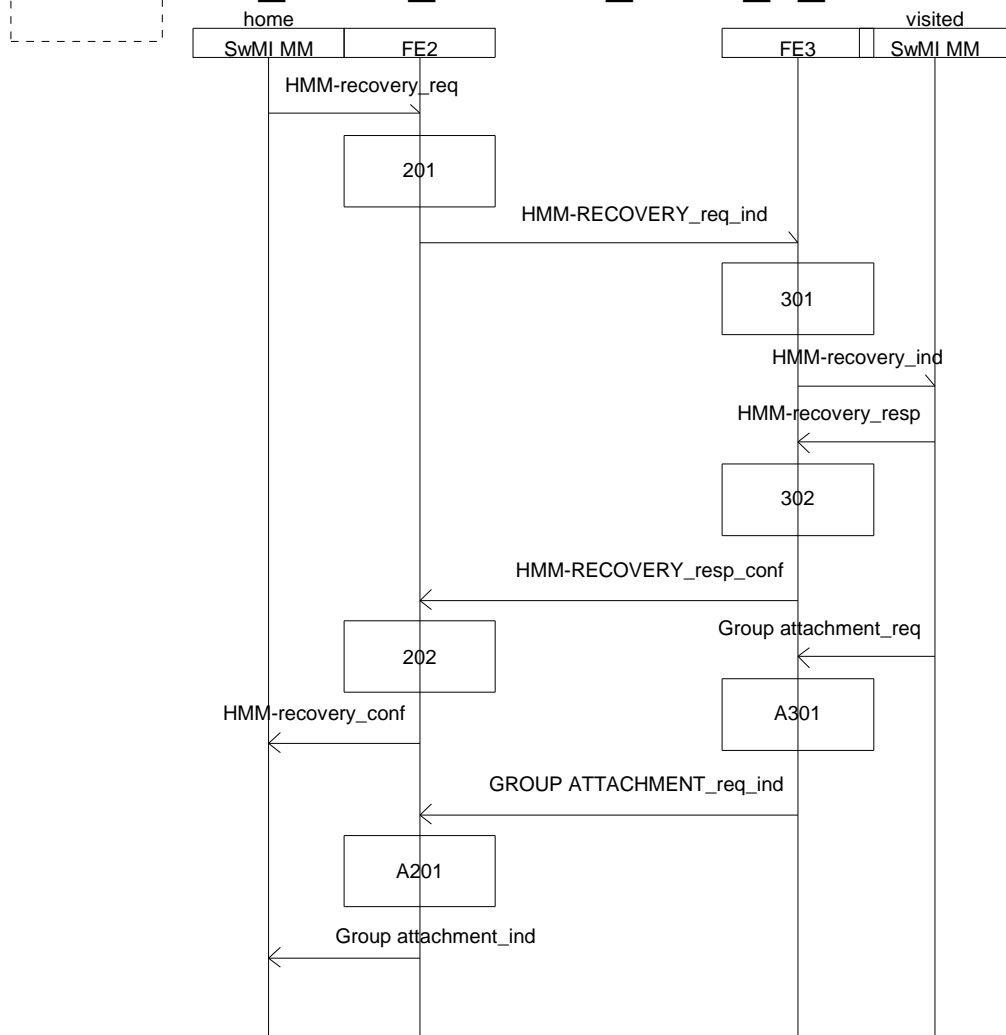 home
visited
SwMI MM
FE2
FE3
SwMI MM
HMM-recovery_req
201
HMM-RECOVERY_req_ind
301
HMM-recovery_ind
HMM-recovery_resp
302
HMM-RECOVERY_resp_conf
Group attachment_req
202
A301
HMM-recovery_conf
GROUP ATTACHMENT_req_ind
A201
Group attachment_ind